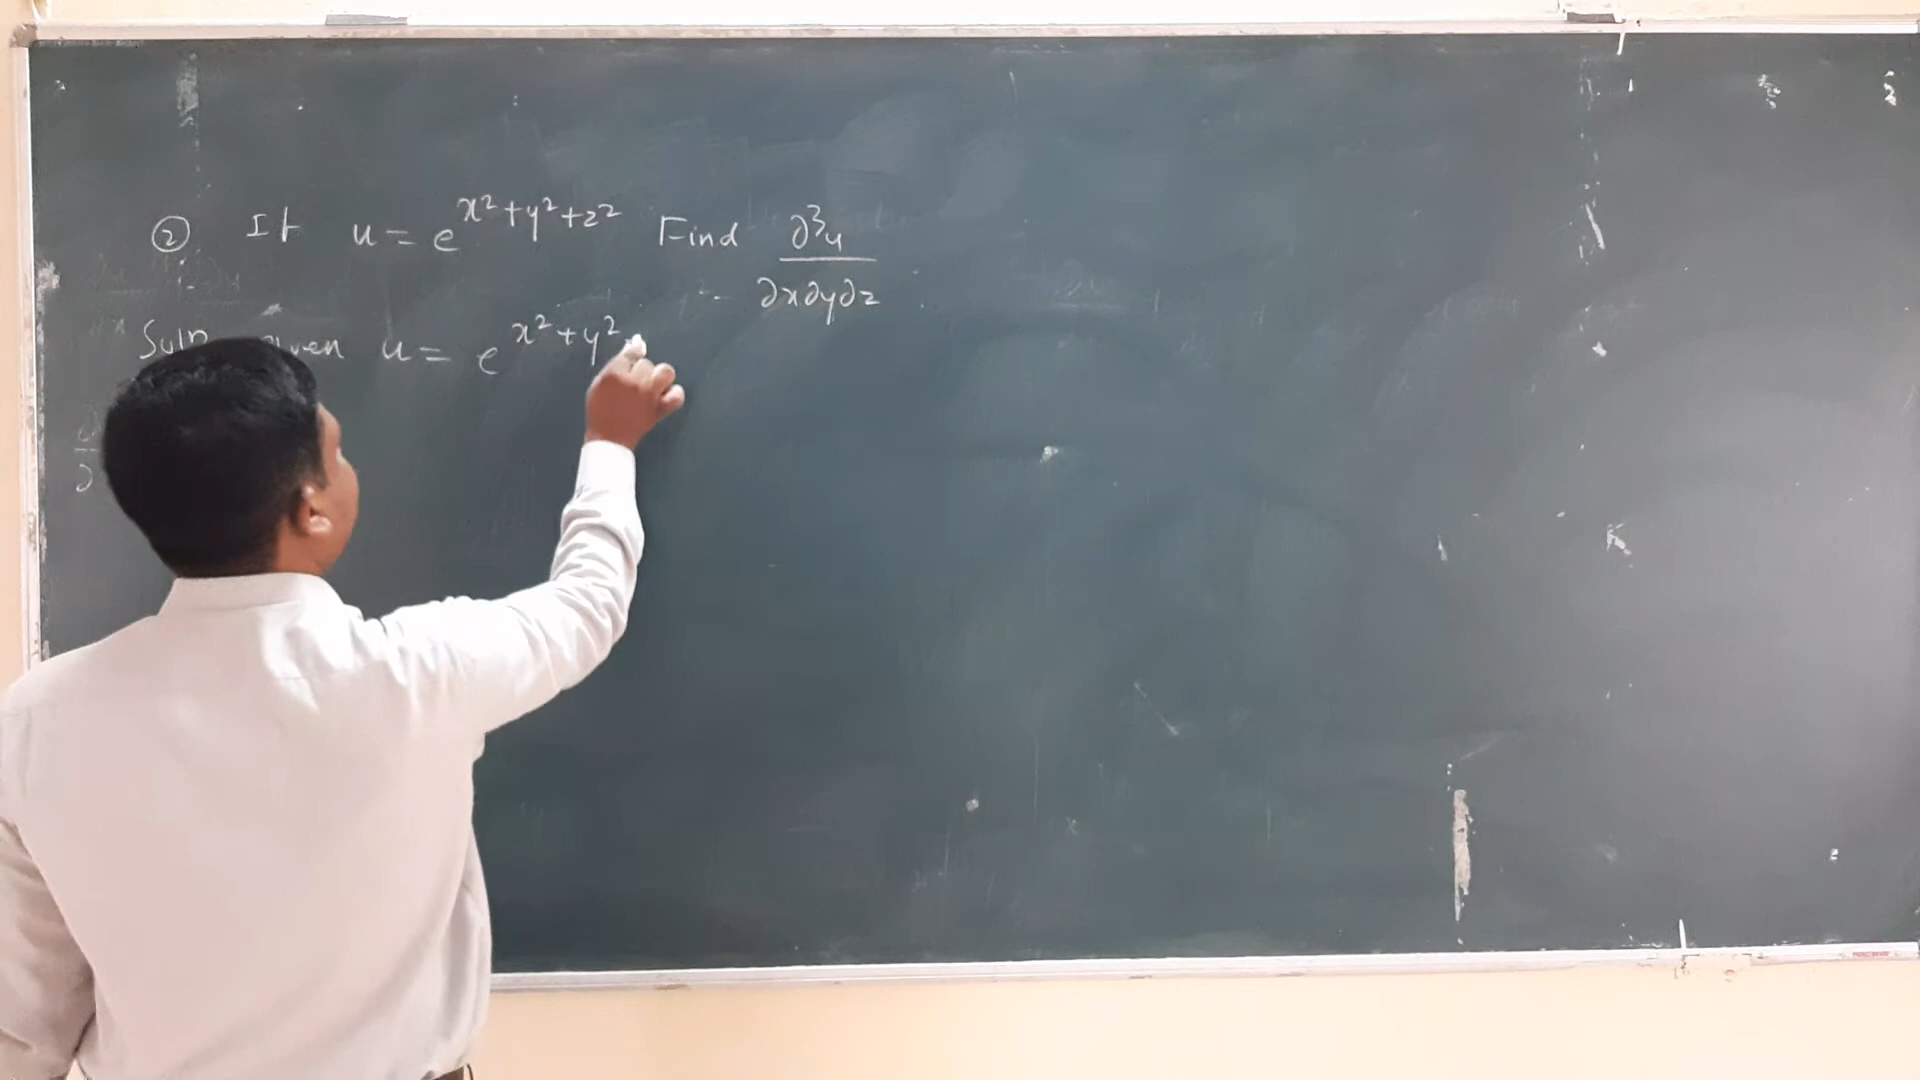 ② If u = e^{x²+y²+z²} Find ∂³u / ∂x∂y∂z
Soln given u = e^{x²+y²